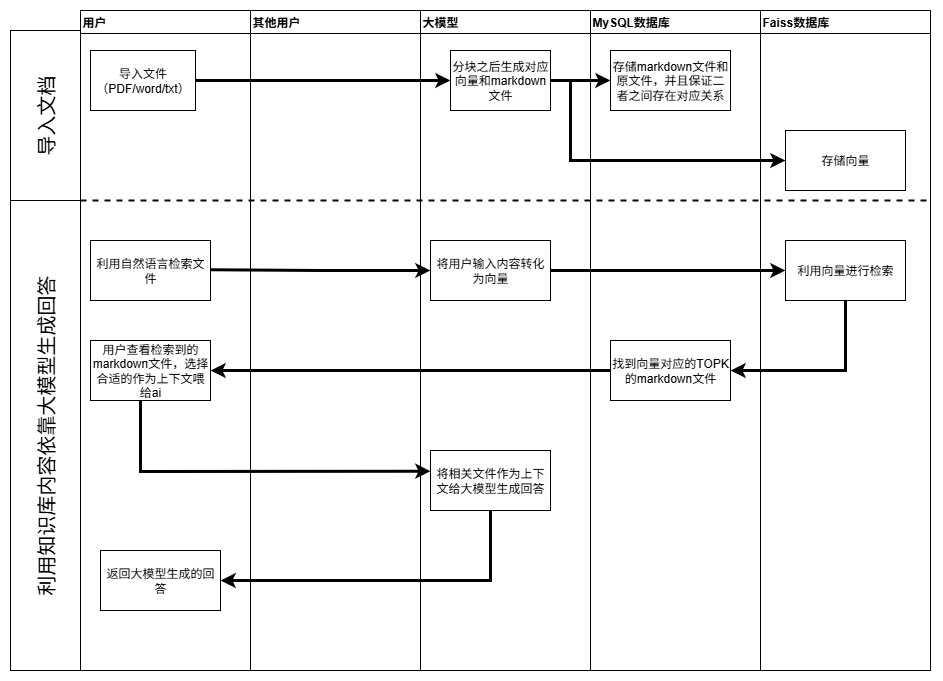 用户
其他用户
大模型
MySQL数据库
Faiss数据库
导入文档
导入文件
（PDF/word/txt）
分块之后生成对应
向量和markdown
文件
存储markdown文件和
原文件，并且保证二
者之间存在对应关系
存储向量
利用知识库内容依靠大模型生成回答
利用自然语言检索文
件
将用户输入内容转化
为向量
利用向量进行检索
用户查看检索到的
markdown文件，选择
合适的作为上下文喂
给ai
找到向量对应的TOPK
的markdown文件
将相关文件作为上下
文给大模型生成回答
返回大模型生成的回
答